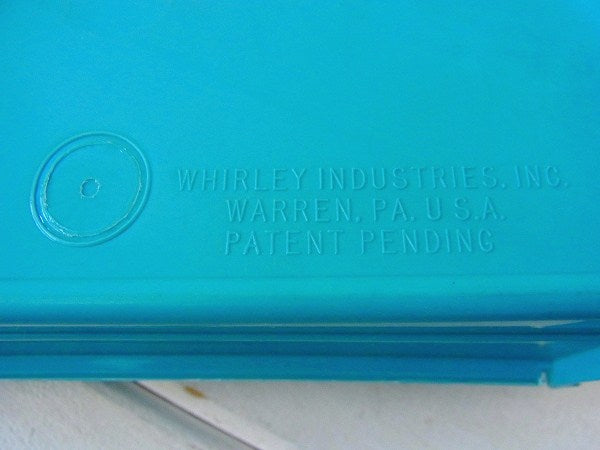 WHIRLEY INDUSTRIES, INC.
WARREN, PA. U S.A.
PATENT PENDING